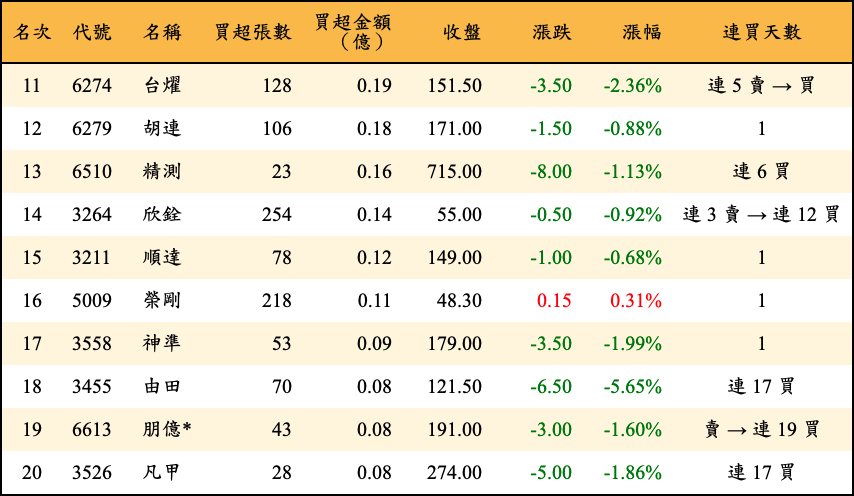 名次 代號 名稱 買超張數 買超金額（億） 收盤 漲跌 漲幅 連買天數
11 6274 台燿 128 0.19 151.50 -3.50 -2.36% 連 5 賣 → 買
12 6279 胡連 106 0.18 171.00 -1.50 -0.88% 1
13 6510 精測 23 0.16 715.00 -8.00 -1.13% 連 6 買
14 3264 欣銓 254 0.14 55.00 -0.50 -0.92% 連 3 賣 → 連 12 買
15 3211 順達 78 0.12 149.00 -1.00 -0.68% 1
16 5009 榮剛 218 0.11 48.30 0.15 0.31% 1
17 3558 神準 53 0.09 179.00 -3.50 -1.99% 1
18 3455 由田 70 0.08 121.50 -6.50 -5.65% 連 17 買
19 6613 朋億* 43 0.08 191.00 -3.00 -1.60% 賣 → 連 19 買
20 3526 凡甲 28 0.08 274.00 -5.00 -1.86% 連 17 買